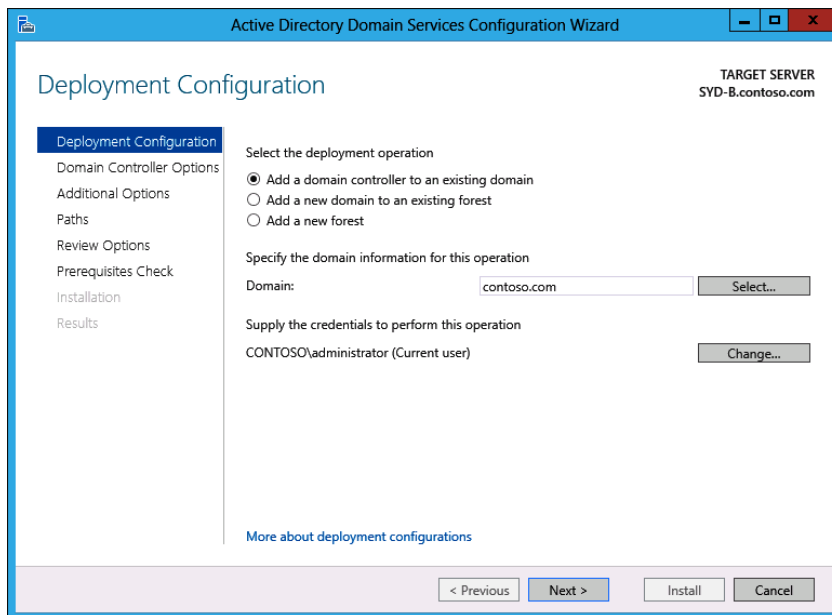 Active Directory Domain Services Configuration Wizard
Deployment Configuration
TARGET SERVER
SYD-B.contoso.com
Deployment Configuration
Domain Controller Options
Additional Options
Paths
Review Options
Prerequisites Check
Installation
Results
Select the deployment operation
Add a domain controller to an existing domain
Add a new domain to an existing forest
Add a new forest
Specify the domain information for this operation
Domain: contoso.com Select...
Supply the credentials to perform this operation
CONTOSO\administrator (Current user) Change...
More about deployment configurations
< Previous Next > Install Cancel